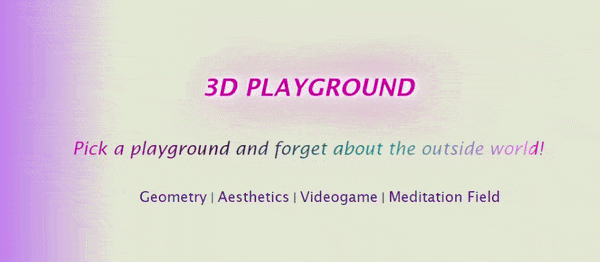 3D PLAYGROUND
Pick a playground and forget about the outside world!
Geometry | Aesthetics | Videogame | Meditation Field